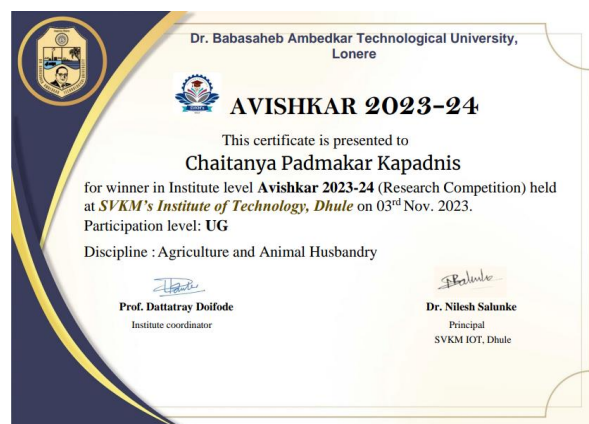 Dr. Babasaheb Ambedkar Technological University,
Lonere
AVISHKAR 2023-24
This certificate is presented to
Chaitanya Padmakar Kapadnis
for winner in Institute level Avishkar 2023-24 (Research Competition) held
at SVKM's Institute of Technology, Dhule on 03rd Nov. 2023.
Participation level: UG
Discipline : Agriculture and Animal Husbandry
Prof. Dattatray Doifode
Institute coordinator
Dr. Nilesh Salunke
Principal
SVKM IOT, Dhule